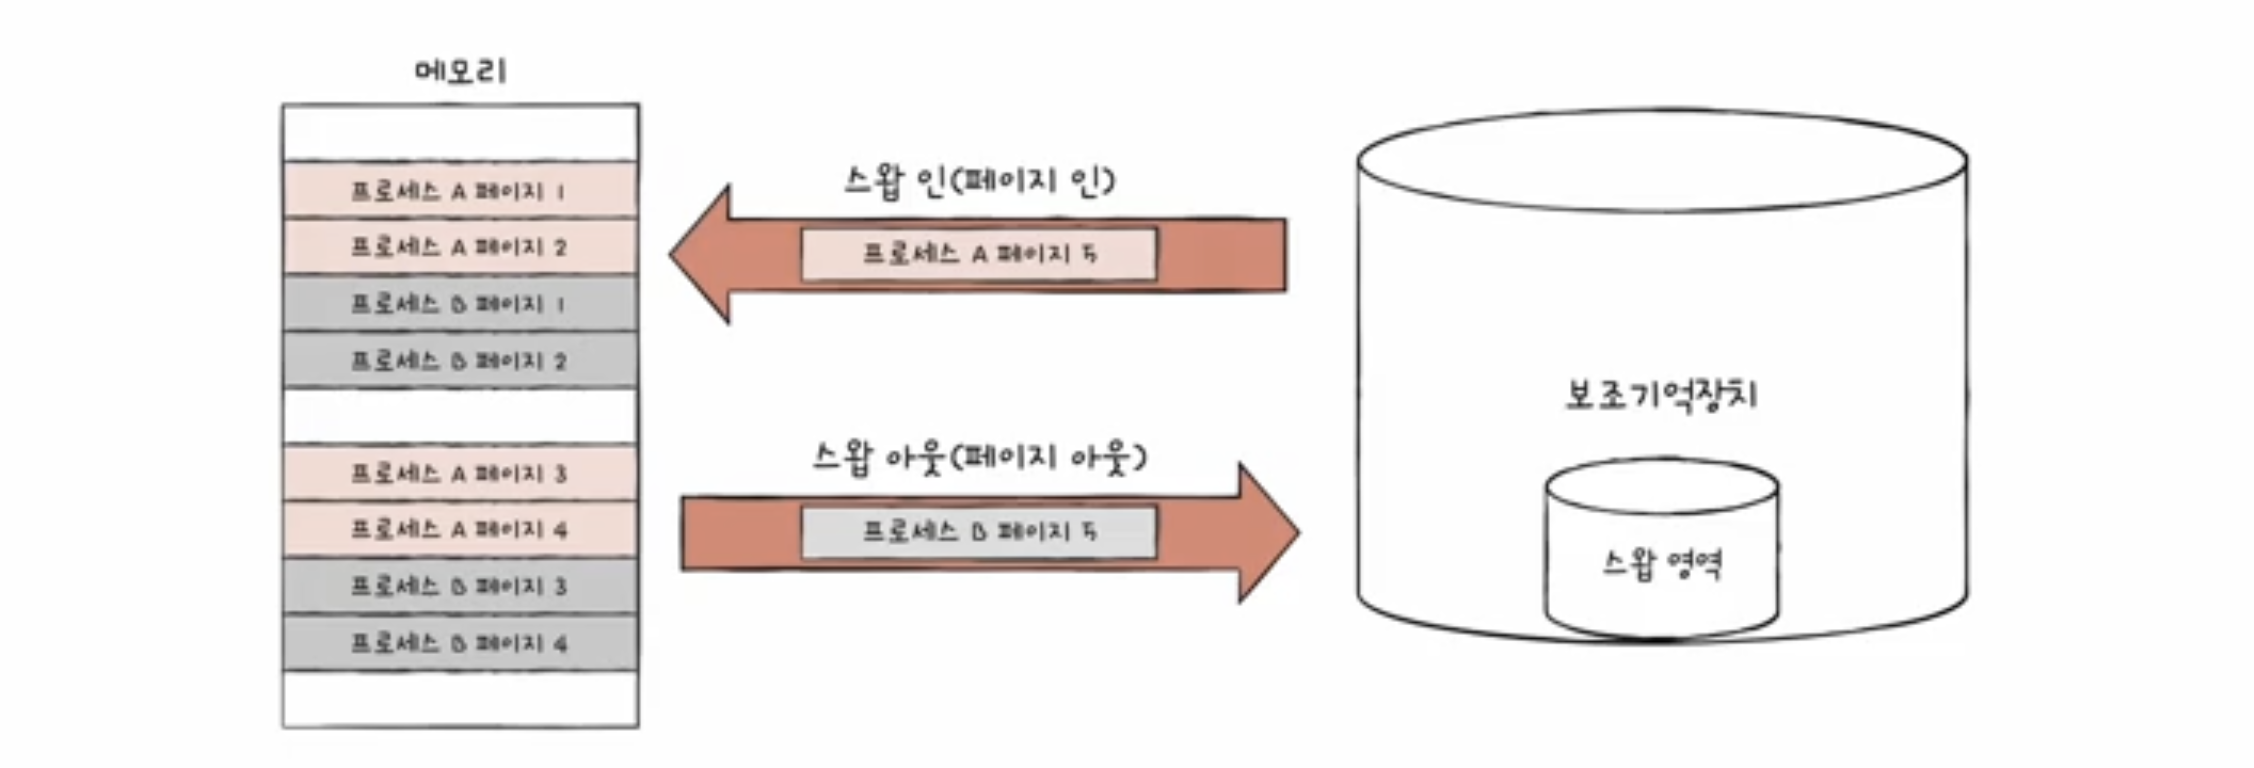 메모리
프로세스 A 페이지 1
프로세스 A 페이지 2
프로세스 B 페이지 1
프로세스 B 페이지 2
프로세스 A 페이지 3
프로세스 A 페이지 4
프로세스 B 페이지 3
프로세스 B 페이지 4
스왑 인(페이지 인)
프로세스 A 페이지 5
스왑 아웃(페이지 아웃)
프로세스 B 페이지 5
보조기억장치
스왑 영역